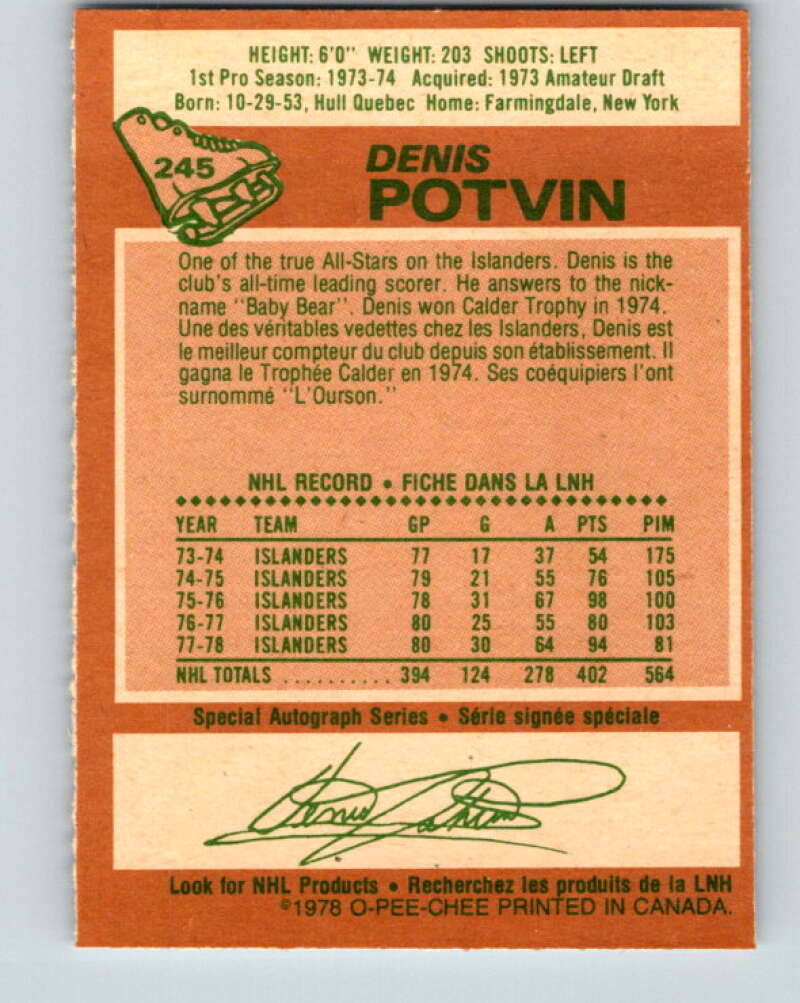 HEIGHT: 6'0" WEIGHT: 203 SHOOTS: LEFT
1st Pro Season: 1973-74 Acquired: 1973 Amateur Draft
Born: 10-29-53, Hull Quebec Home: Farmingdale, New York
245
DENIS
POTVIN
One of the true All-Stars on the Islanders. Denis is the
club's all-time leading scorer. He answers to the nick-
name "Baby Bear". Denis won Calder Trophy in 1974.
Une des véritables vedettes chez les Islanders, Denis est
le meilleur compteur du club depuis son établissement. Il
gagna le Trophée Calder en 1974. Ses coéquipiers l'ont
surnommé "L'Ourson."
NHL RECORD • FICHE DANS LA LNH
YEAR TEAM GP G A PTS PIM
73-74 ISLANDERS 77 17 37 54 175
74-75 ISLANDERS 79 21 55 76 105
75-76 ISLANDERS 78 31 67 98 100
76-77 ISLANDERS 80 25 55 80 103
77-78 ISLANDERS 80 30 64 94 81
NHL TOTALS .......... 394 124 278 402 564
Special Autograph Series • Série signée spéciale
Denis Potvin
Look for NHL Products • Recherchez les produits de la LNH
©1978 O-PEE-CHEE PRINTED IN CANADA.